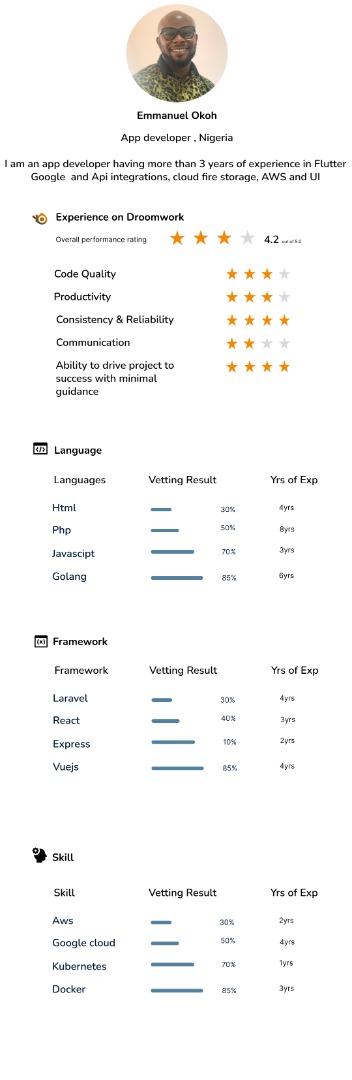 Emmanuel Okoh
App developer , Nigeria
I am an app developer having more than 3 years of experience in Flutter
Google and Api integrations, cloud fire storage, AWS and UI
Experience on Droomwork
Overall performance rating 4.2 out of 5.0
Code Quality
Productivity
Consistency & Reliability
Communication
Ability to drive project to
success with minimal
guidance
Language
Languages Vetting Result Yrs of Exp
Html 30% 4yrs
Php 50% 8yrs
Javascipt 70% 3yrs
Golang 85% 6yrs
Framework
Framework Vetting Result Yrs of Exp
Laravel 30% 4yrs
React 40% 3yrs
Express 10% 2yrs
Vuejs 85% 4yrs
Skill
Skill Vetting Result Yrs of Exp
Aws 30% 2yrs
Google cloud 50% 4yrs
Kubernetes 70% 1yrs
Docker 85% 3yrs